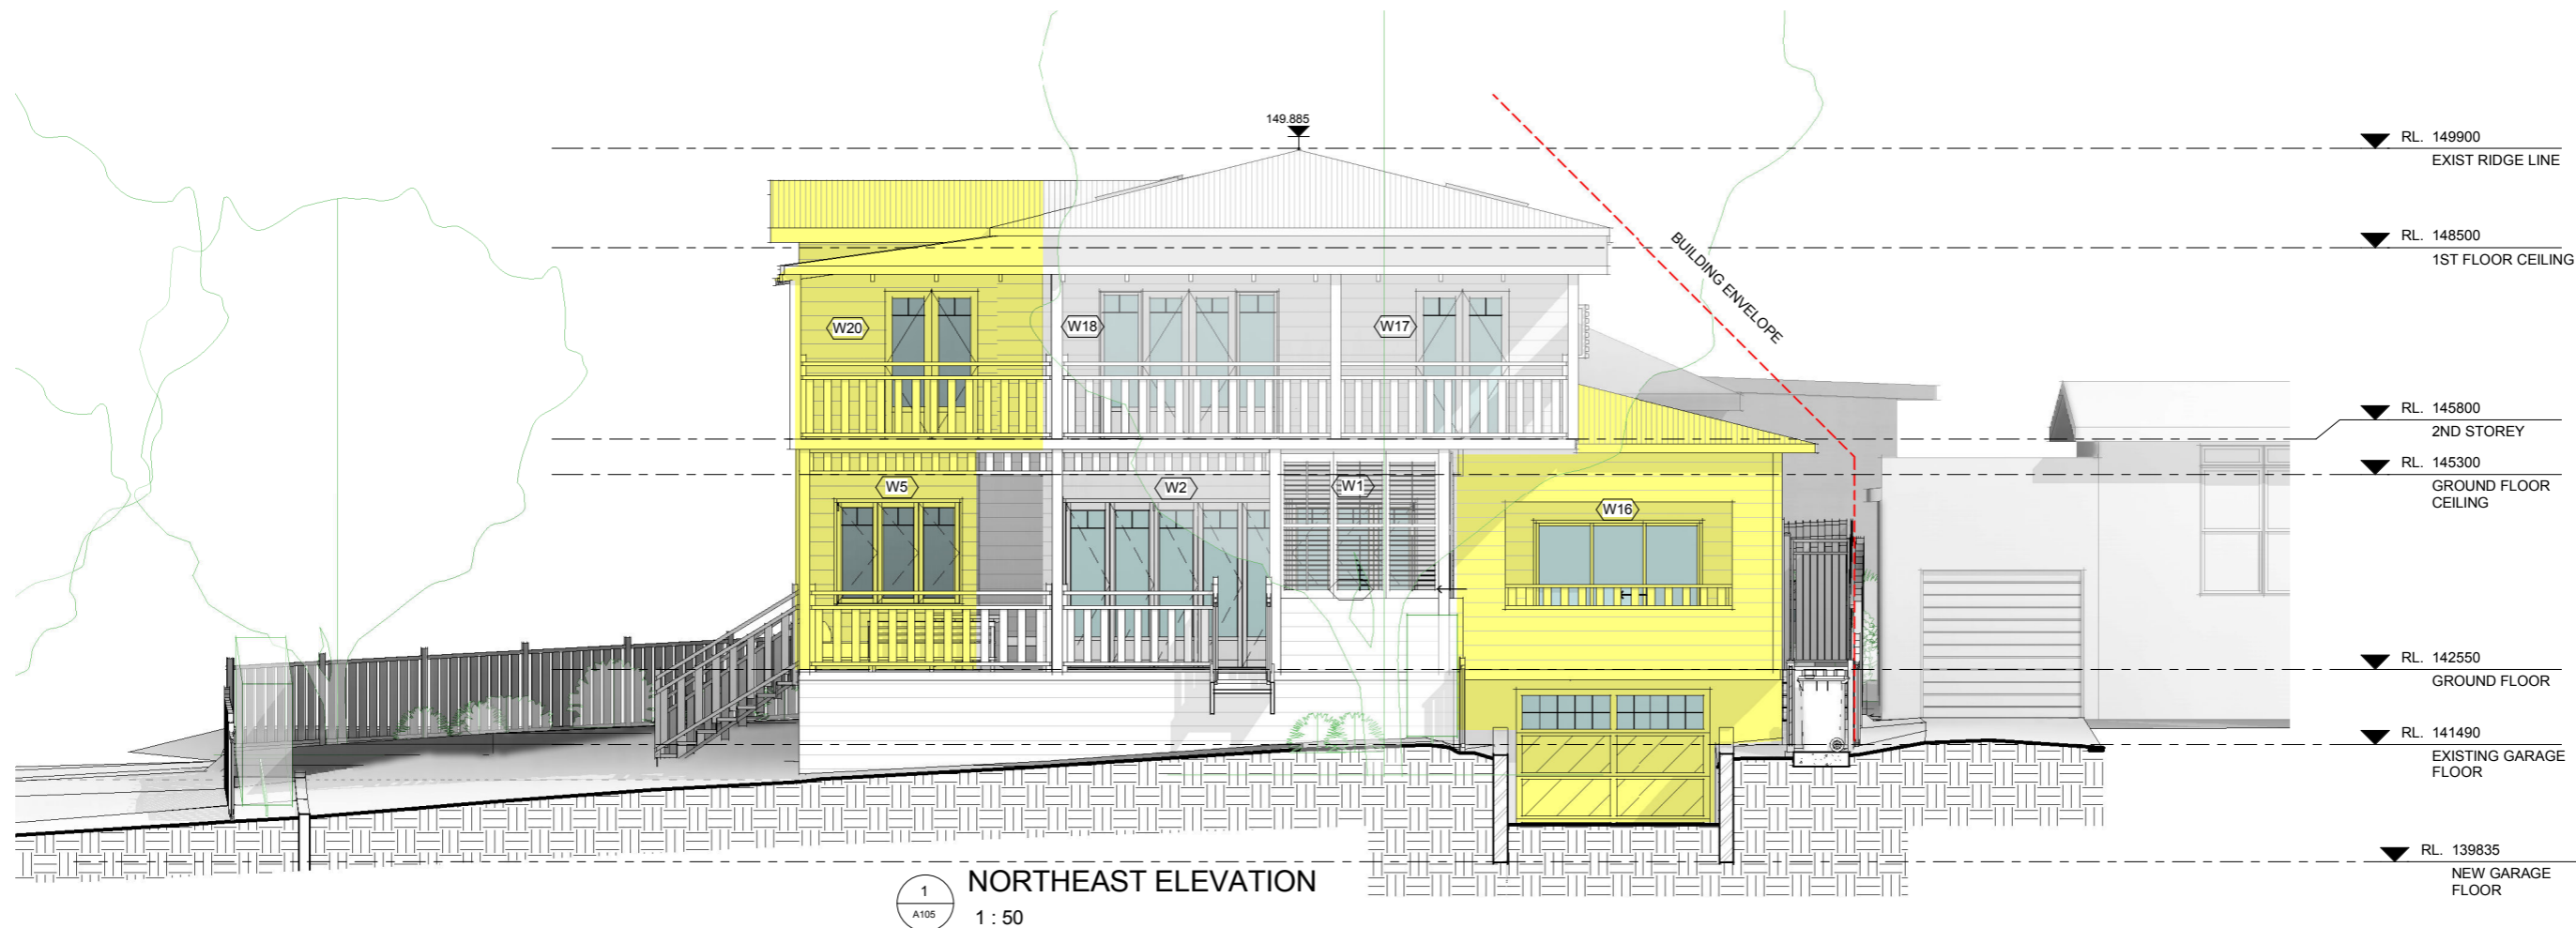 149.885
RL. 149900
EXIST RIDGE LINE
BUILDING ENVELOPE
RL. 148500
1ST FLOOR CEILING
W20
W18
W17
RL. 145800
2ND STOREY
RL. 145300
GROUND FLOOR
CEILING
W5
W2
W1
W16
RL. 142550
GROUND FLOOR
RL. 141490
EXISTING GARAGE
FLOOR
RL. 139835
NEW GARAGE
FLOOR
1
A105
NORTHEAST ELEVATION
1 : 50